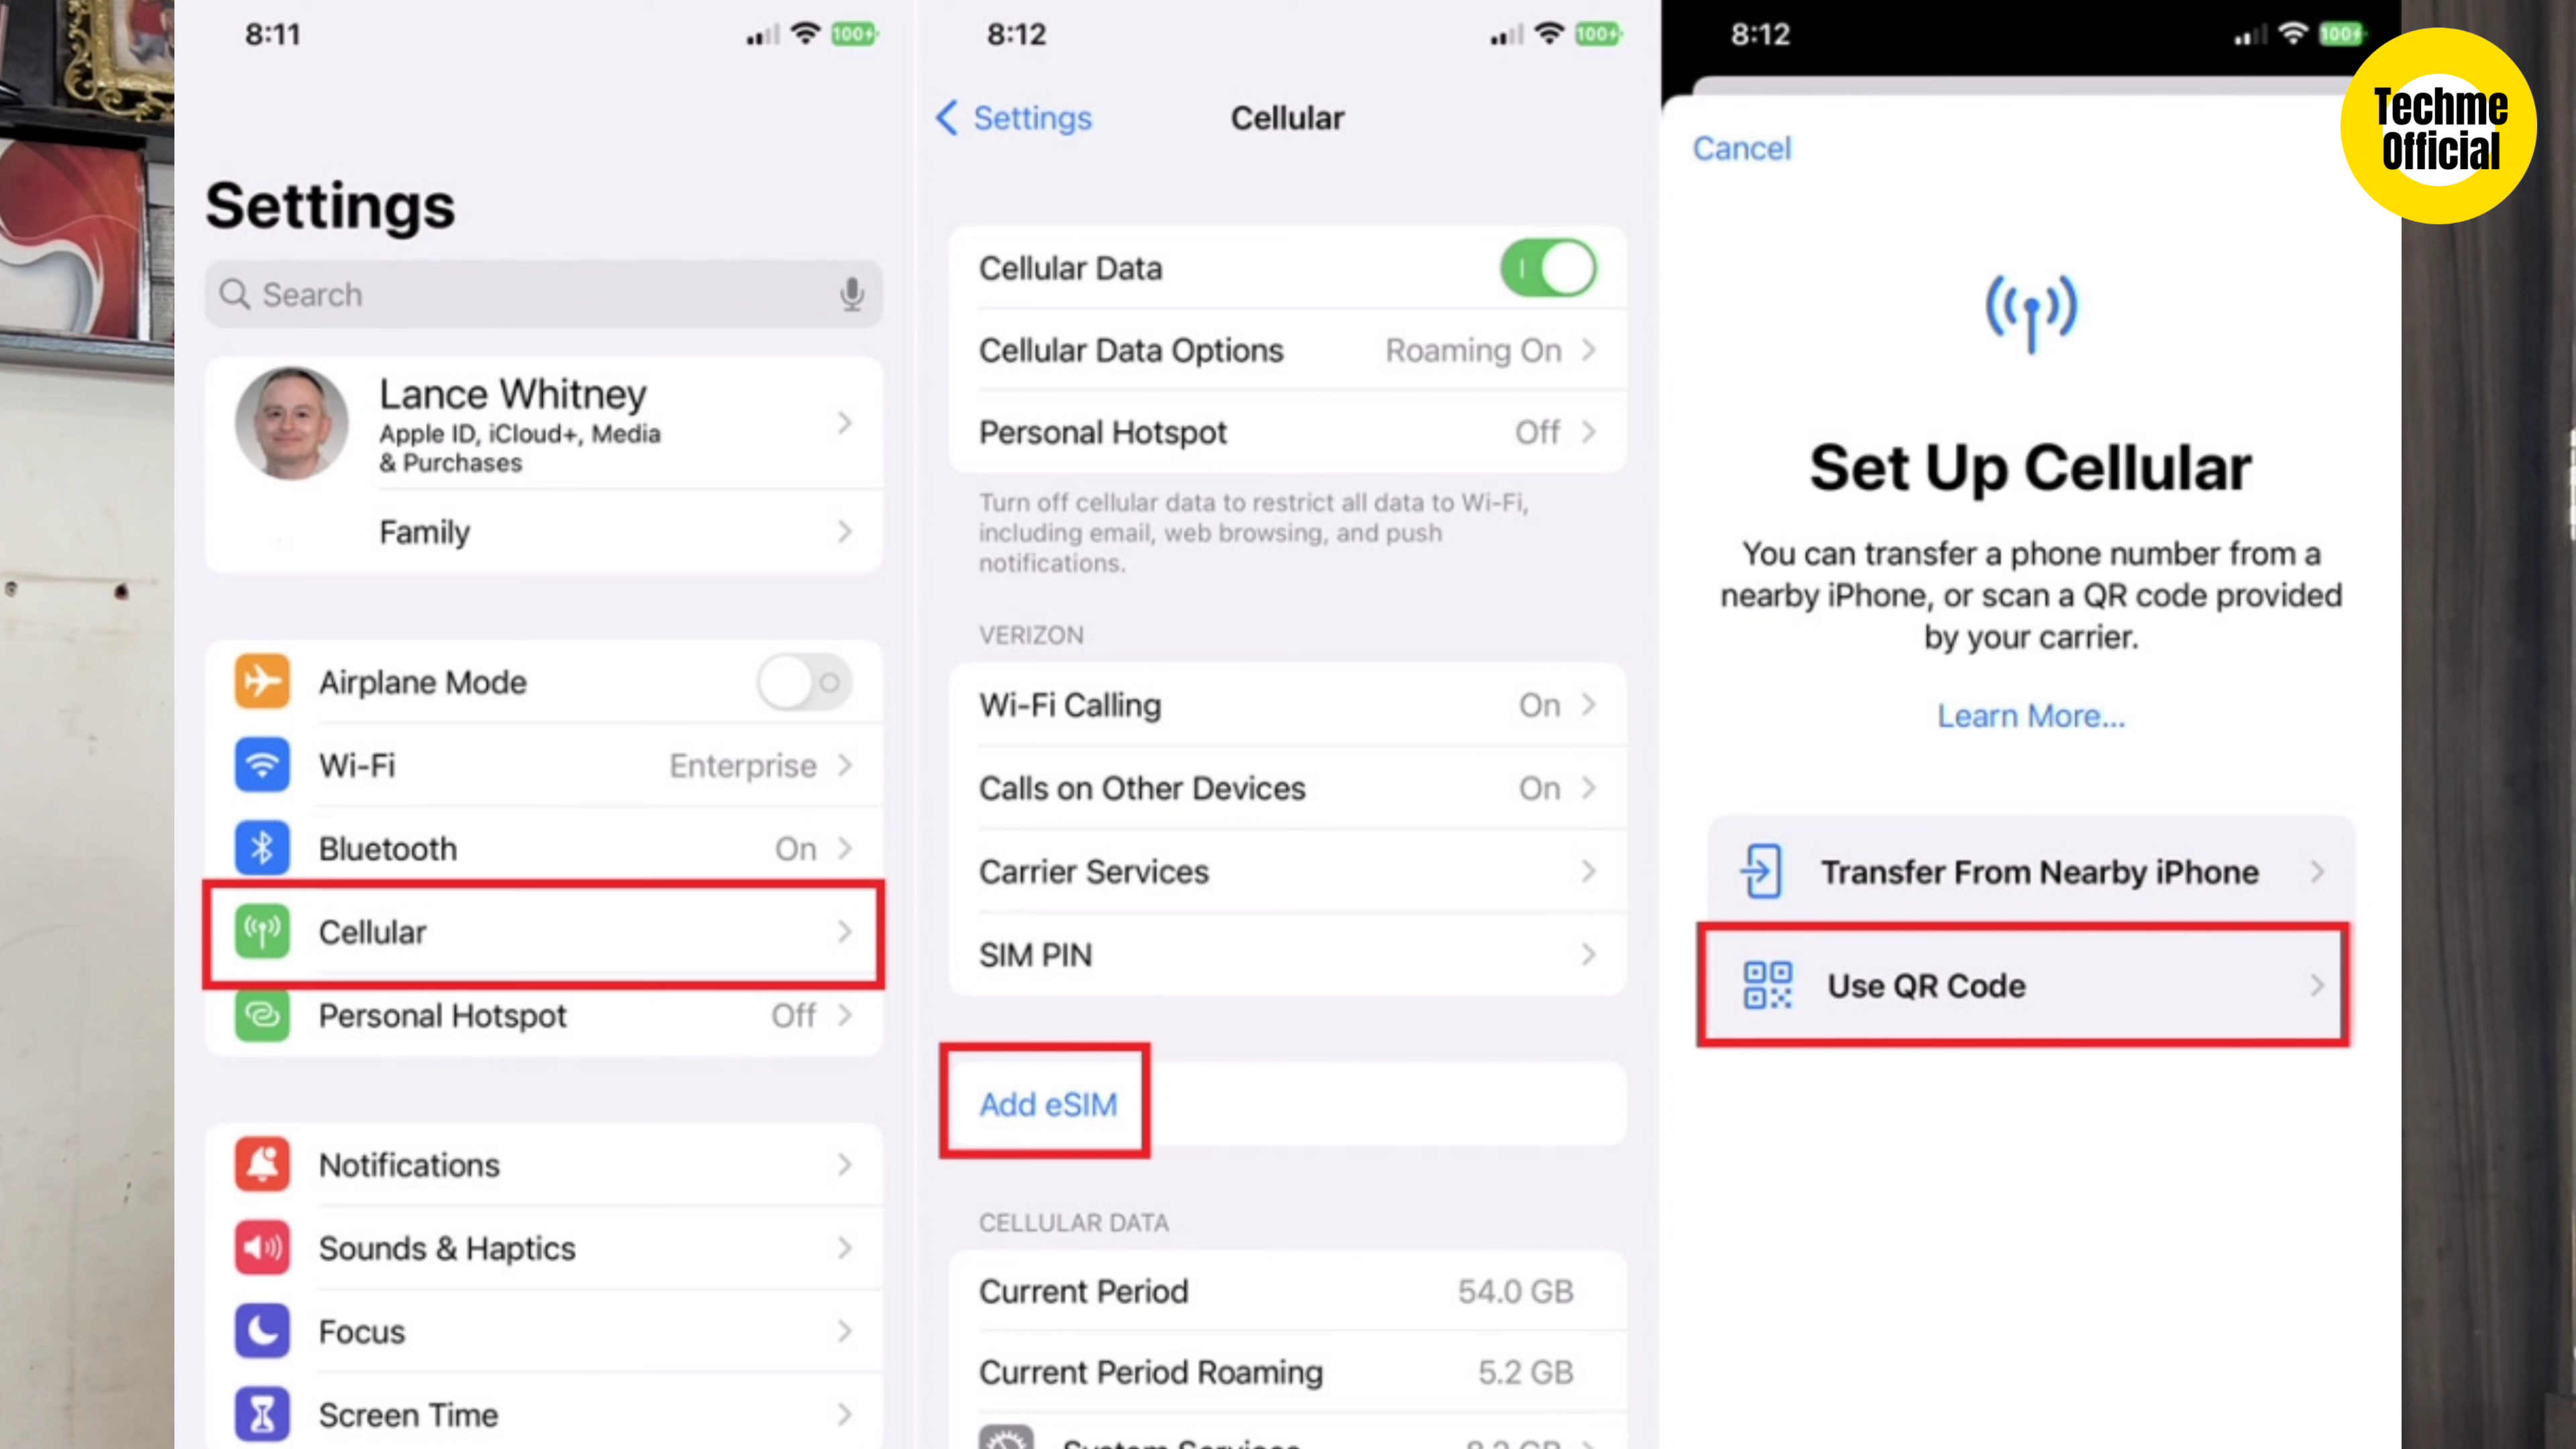 8:11
100
Settings
Search
Lance Whitney
Apple ID, iCloud+, Media
& Purchases
Family
Airplane Mode
Wi-Fi
Enterprise
Bluetooth
On
Cellular
Personal Hotspot
Off
Notifications
Sounds & Haptics
Focus
Screen Time
8:12
100
Settings
Cellular
Cellular Data
Cellular Data Options
Roaming On
Personal Hotspot
Off
Turn off cellular data to restrict all data to Wi-Fi,
including email, web browsing, and push
notifications.
VERIZON
Wi-Fi Calling
On
Calls on Other Devices
On
Carrier Services
SIM PIN
Add eSIM
CELLULAR DATA
Current Period
54.0 GB
Current Period Roaming
5.2 GB
System Services
8:12
100
Cancel
Set Up Cellular
You can transfer a phone number from a
nearby iPhone, or scan a QR code provided
by your carrier.
Learn More...
Transfer From Nearby iPhone
Use QR Code
Techme
Official